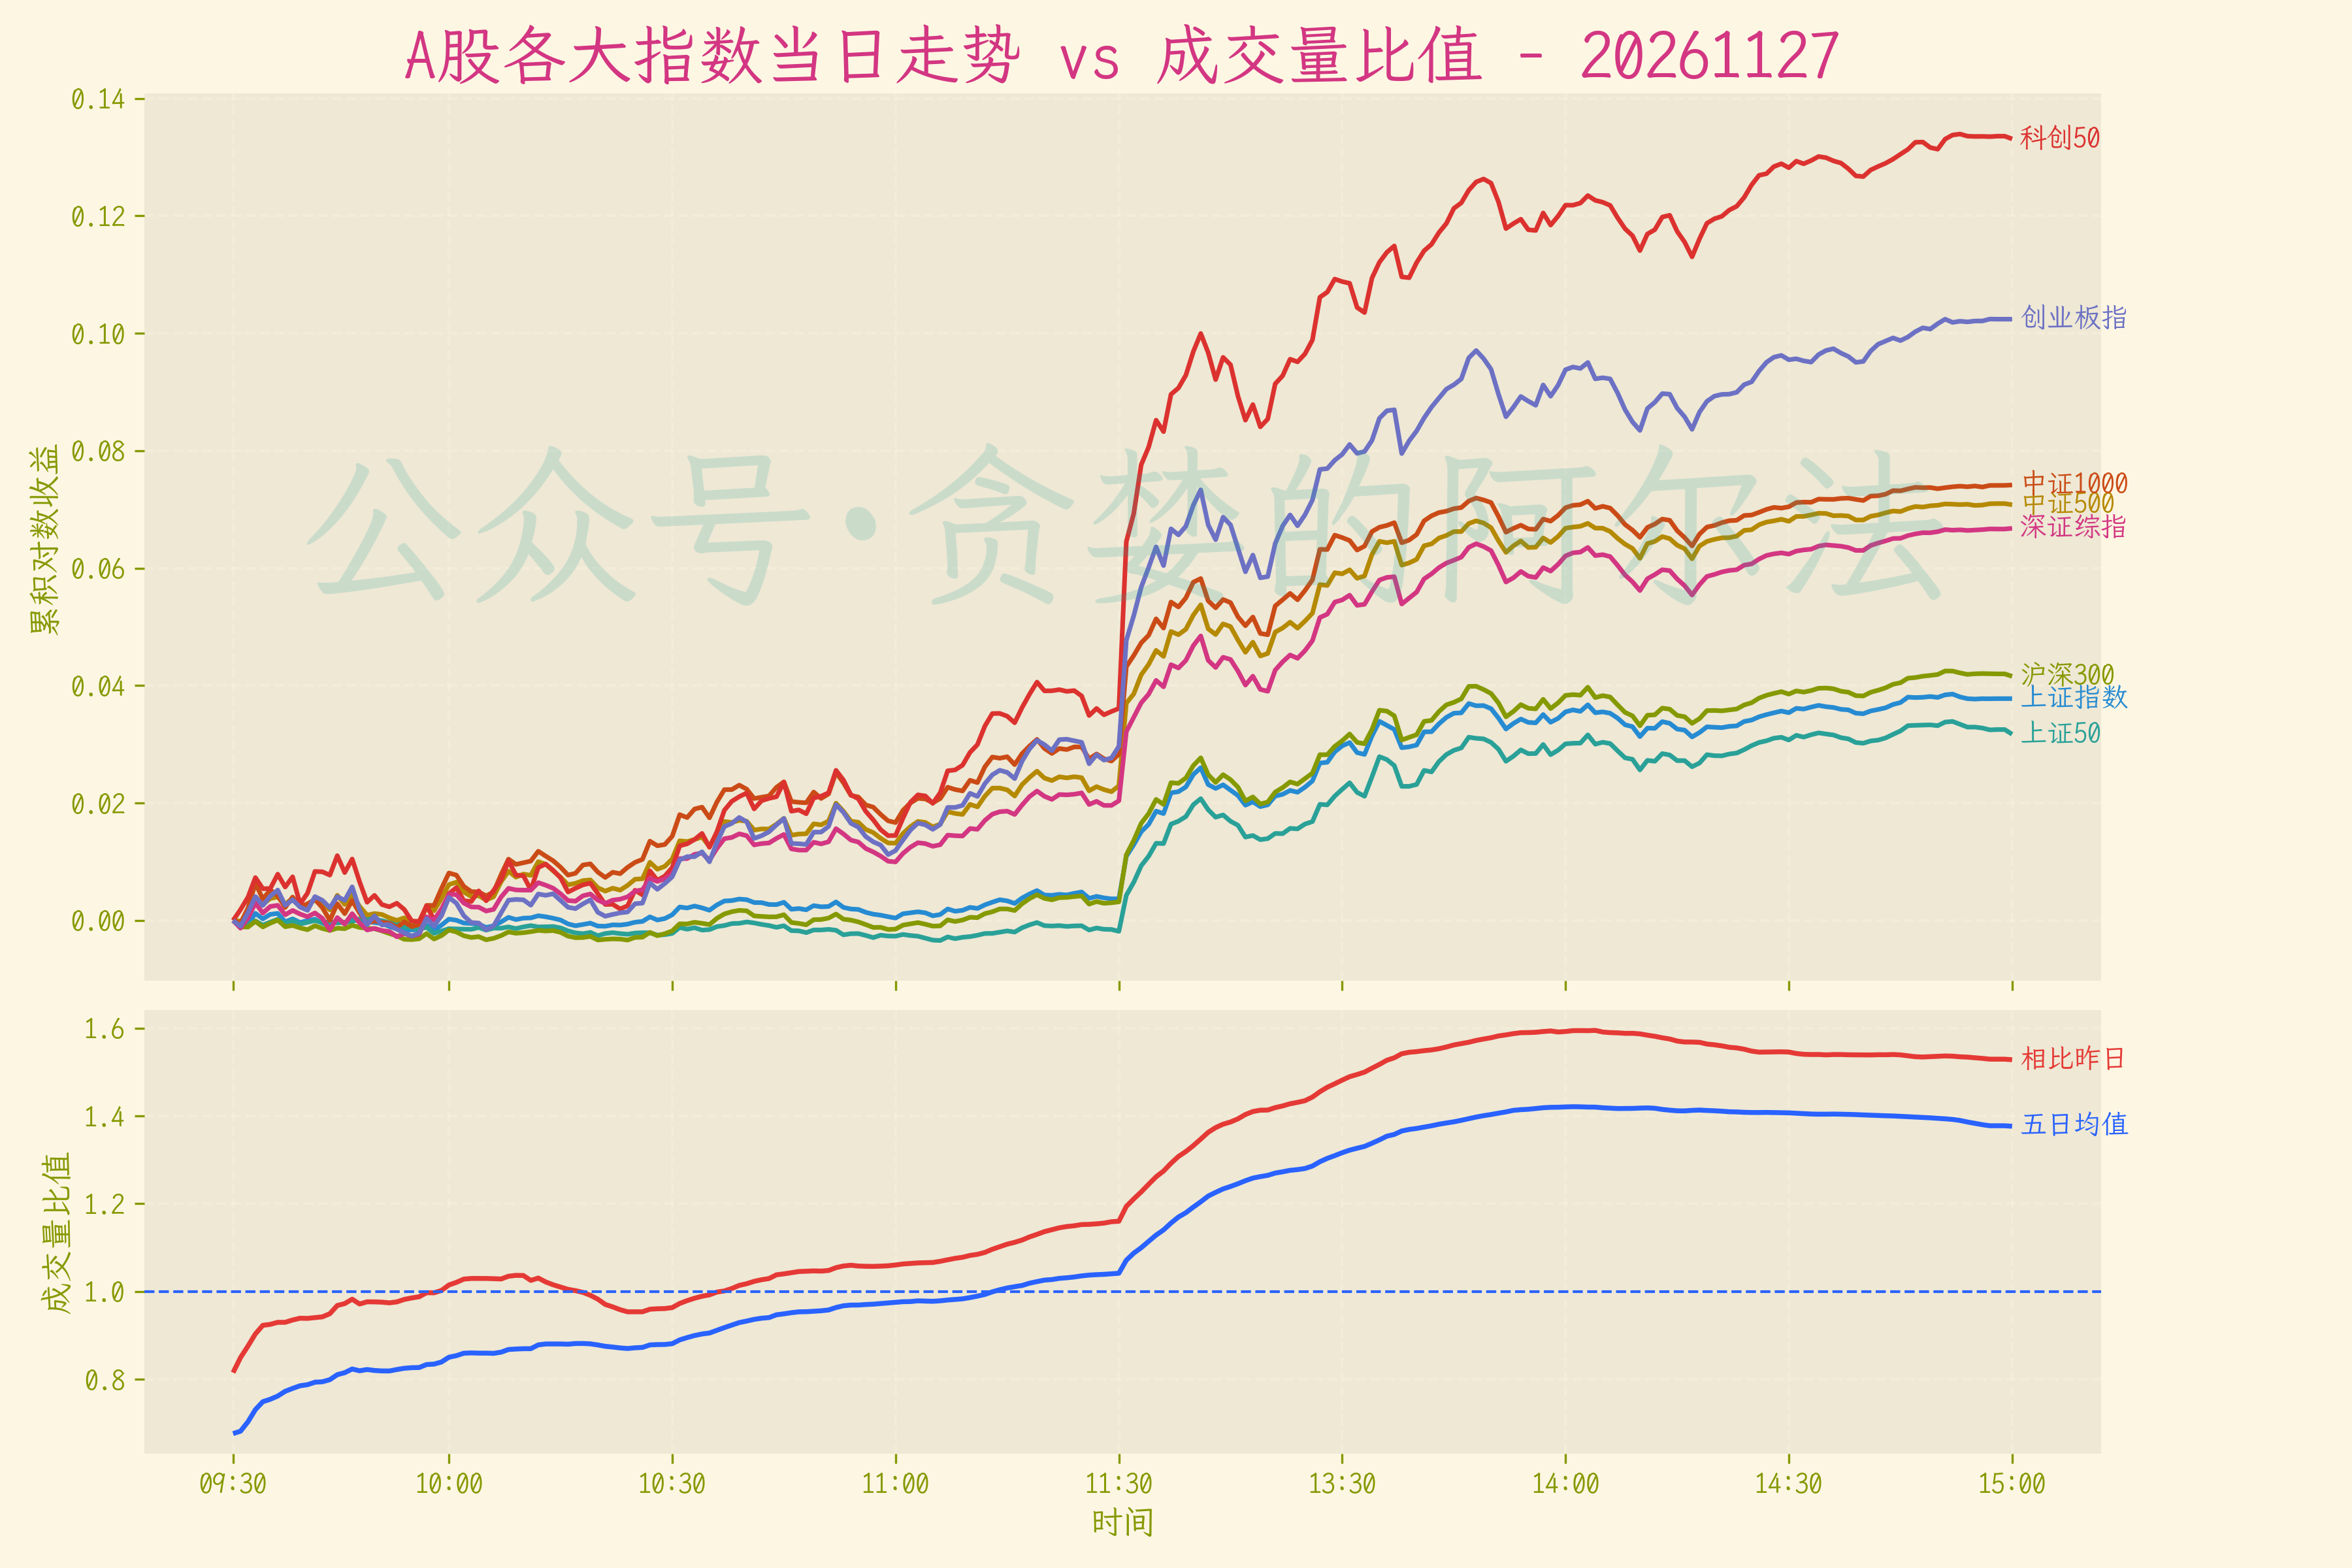 A股各大指数当日走势 vs 成交量比值 - 20261127
0.14
0.12
0.10
0.08
0.06
0.04
0.02
0.00
累积对数收益
公众号·贪婪的阿尔法
科创50
创业板指
中证1000
中证500
深证综指
沪深300
上证指数
上证50
1.6
1.4
1.2
1.0
0.8
成交量比值
相比昨日
五日均值
09:30 10:00 10:30 11:00 11:30 13:30 14:00 14:30 15:00
时间